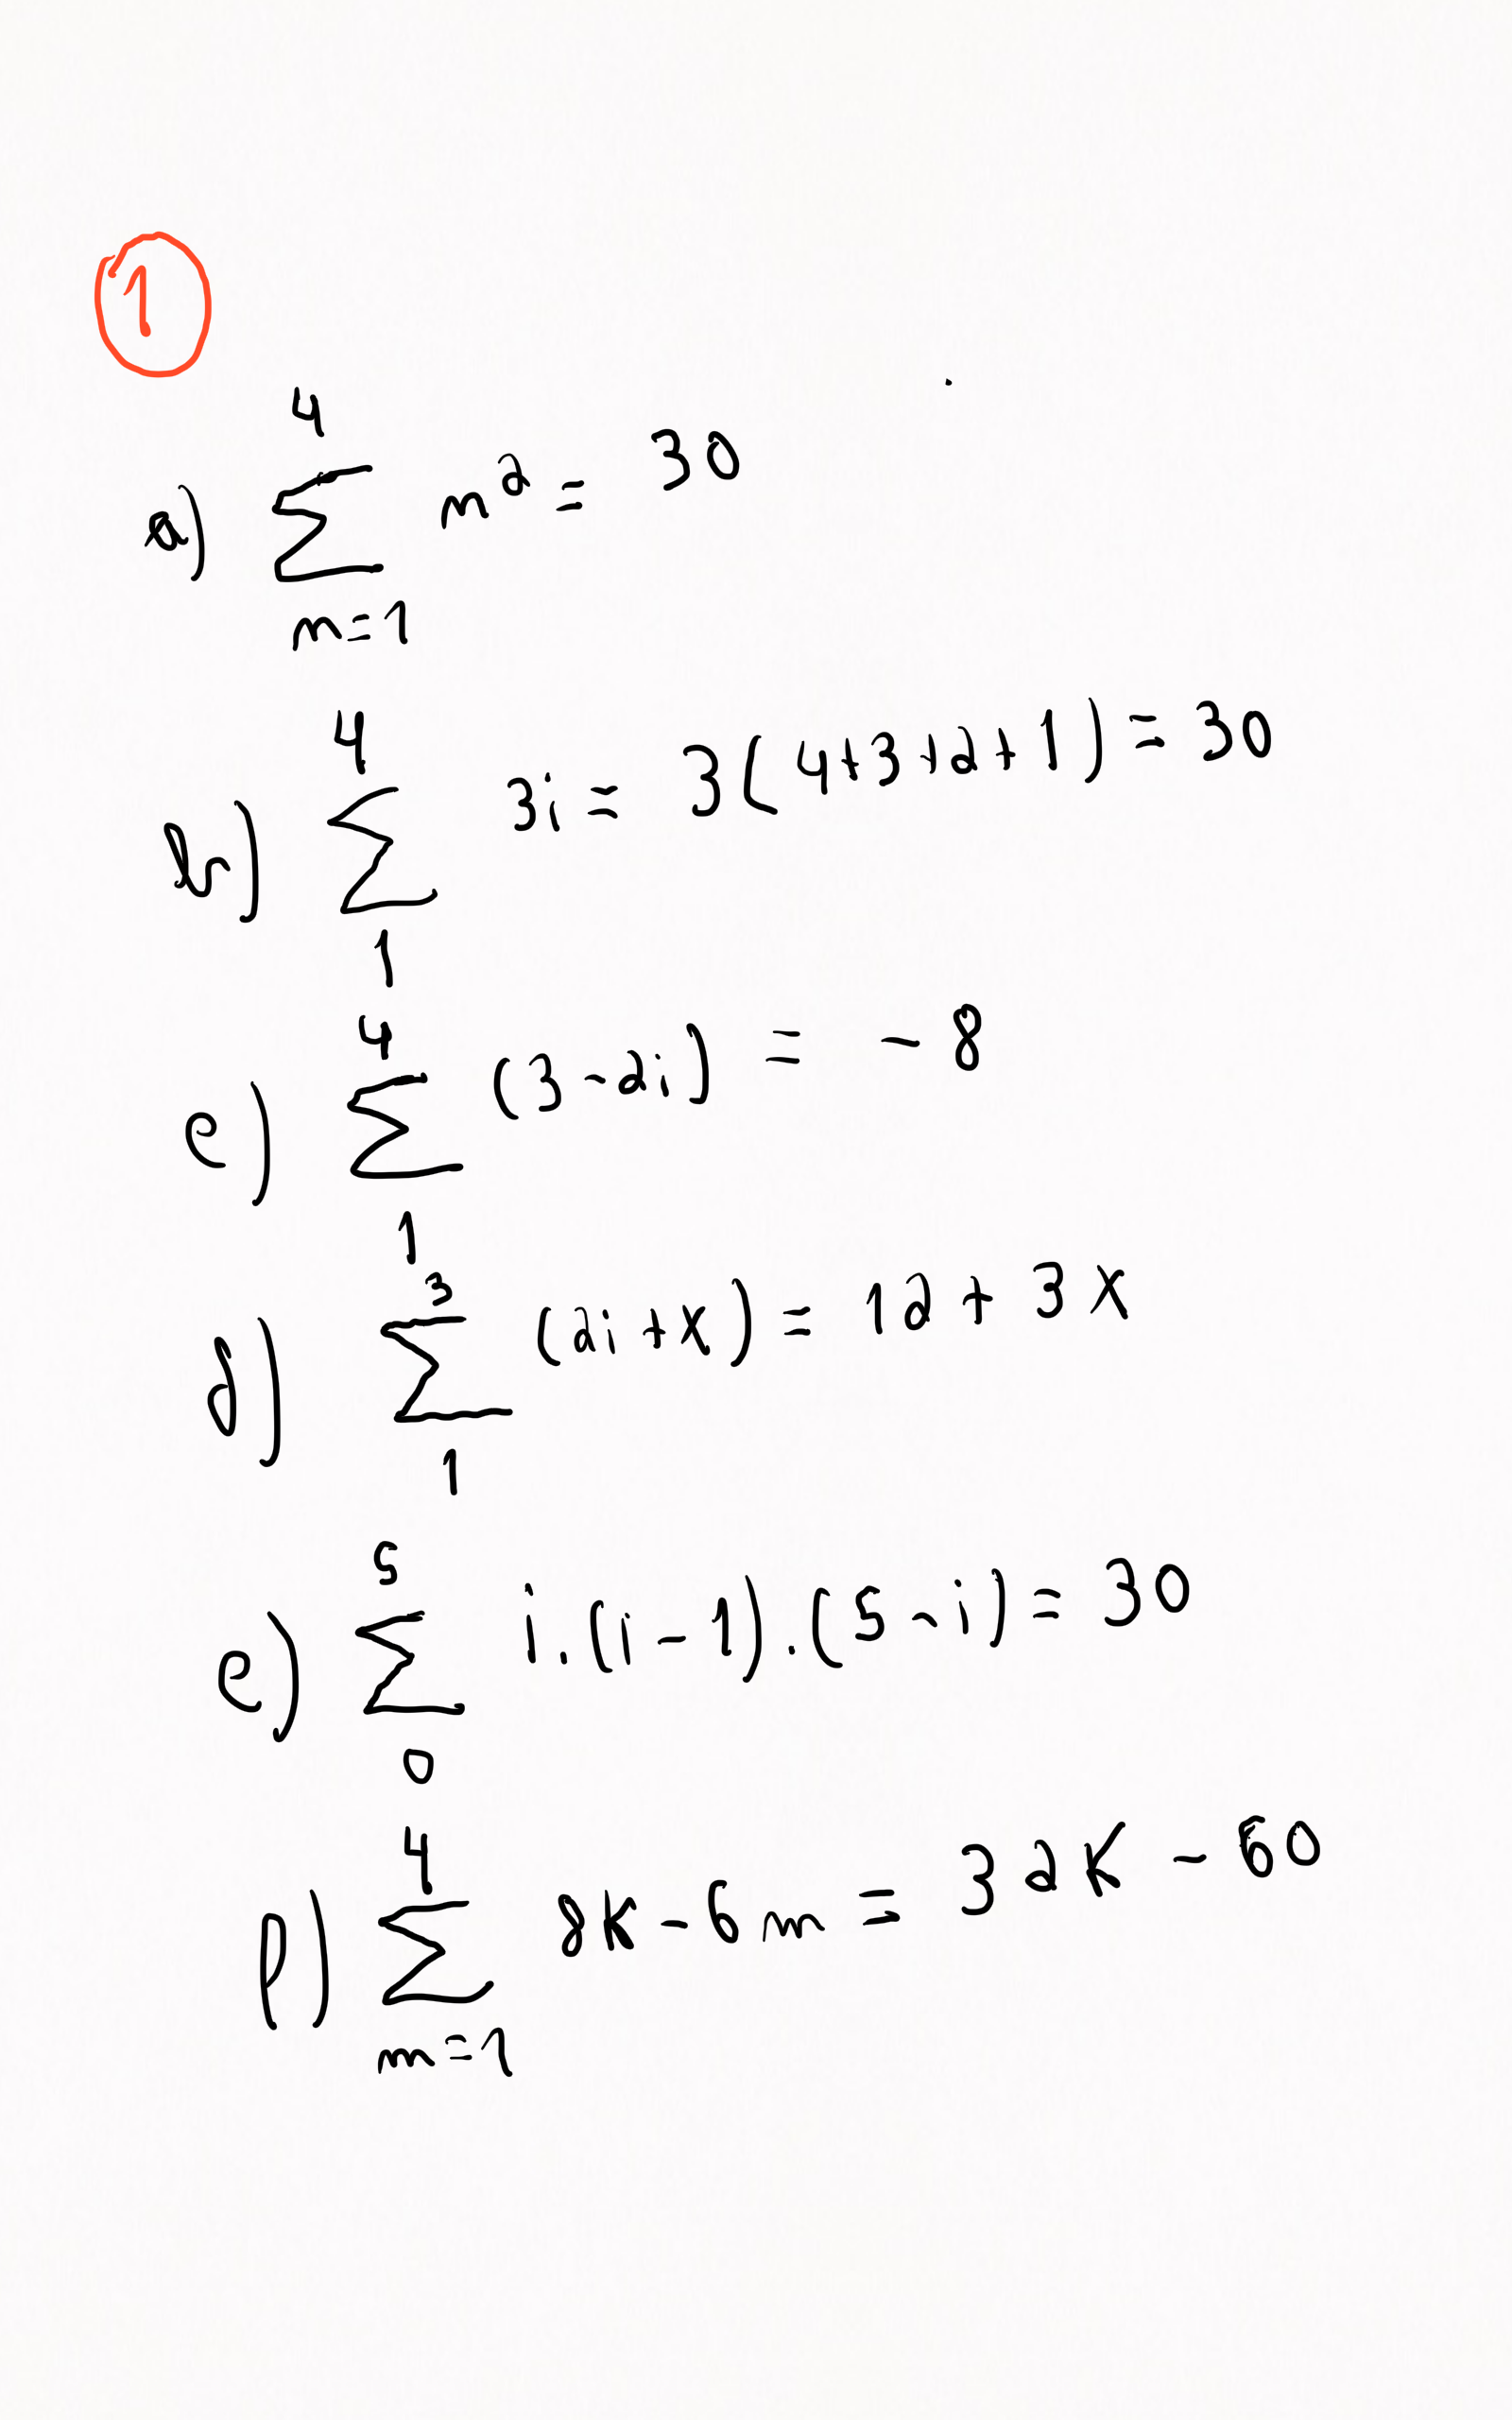 1
a) \sum_{n=1}^{4} n² = 30
b) \sum_{1}^{4} 3i = 3(4+3+2+1) = 30
c) \sum_{1}^{4} (3-2i) = -8
d) \sum_{1}^{3} (2i+x) = 12 + 3x
e) \sum_{0}^{5} i.(i-1).(5-i) = 30
f) \sum_{m=1}^{4} 8k-6m = 32k - 60